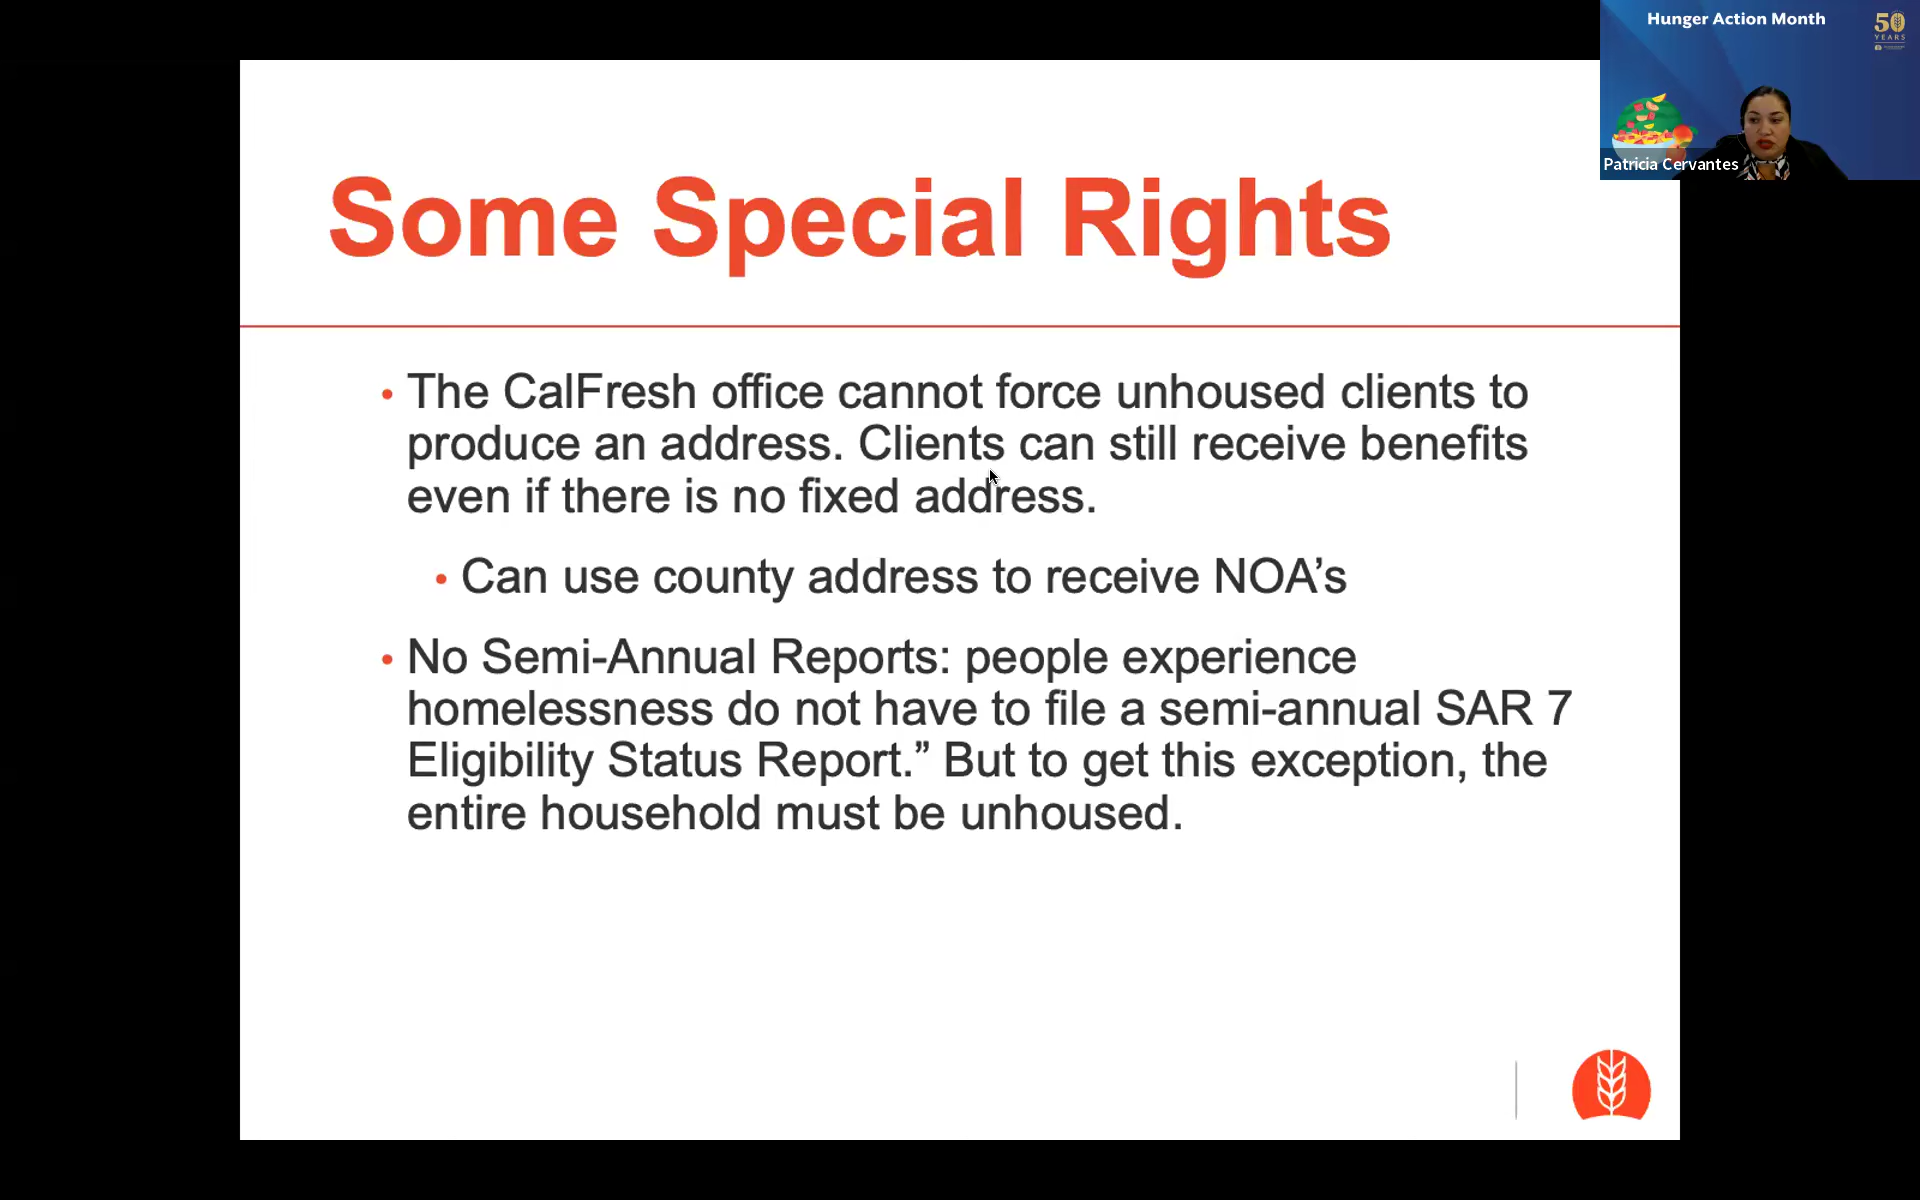 Hunger Action Month
50
YEARS
Patricia Cervantes
Some Special Rights
• The CalFresh office cannot force unhoused clients to
produce an address. Clients can still receive benefits
even if there is no fixed address.
• Can use county address to receive NOA’s
• No Semi-Annual Reports: people experience
homelessness do not have to file a semi-annual SAR 7
Eligibility Status Report.” But to get this exception, the
entire household must be unhoused.